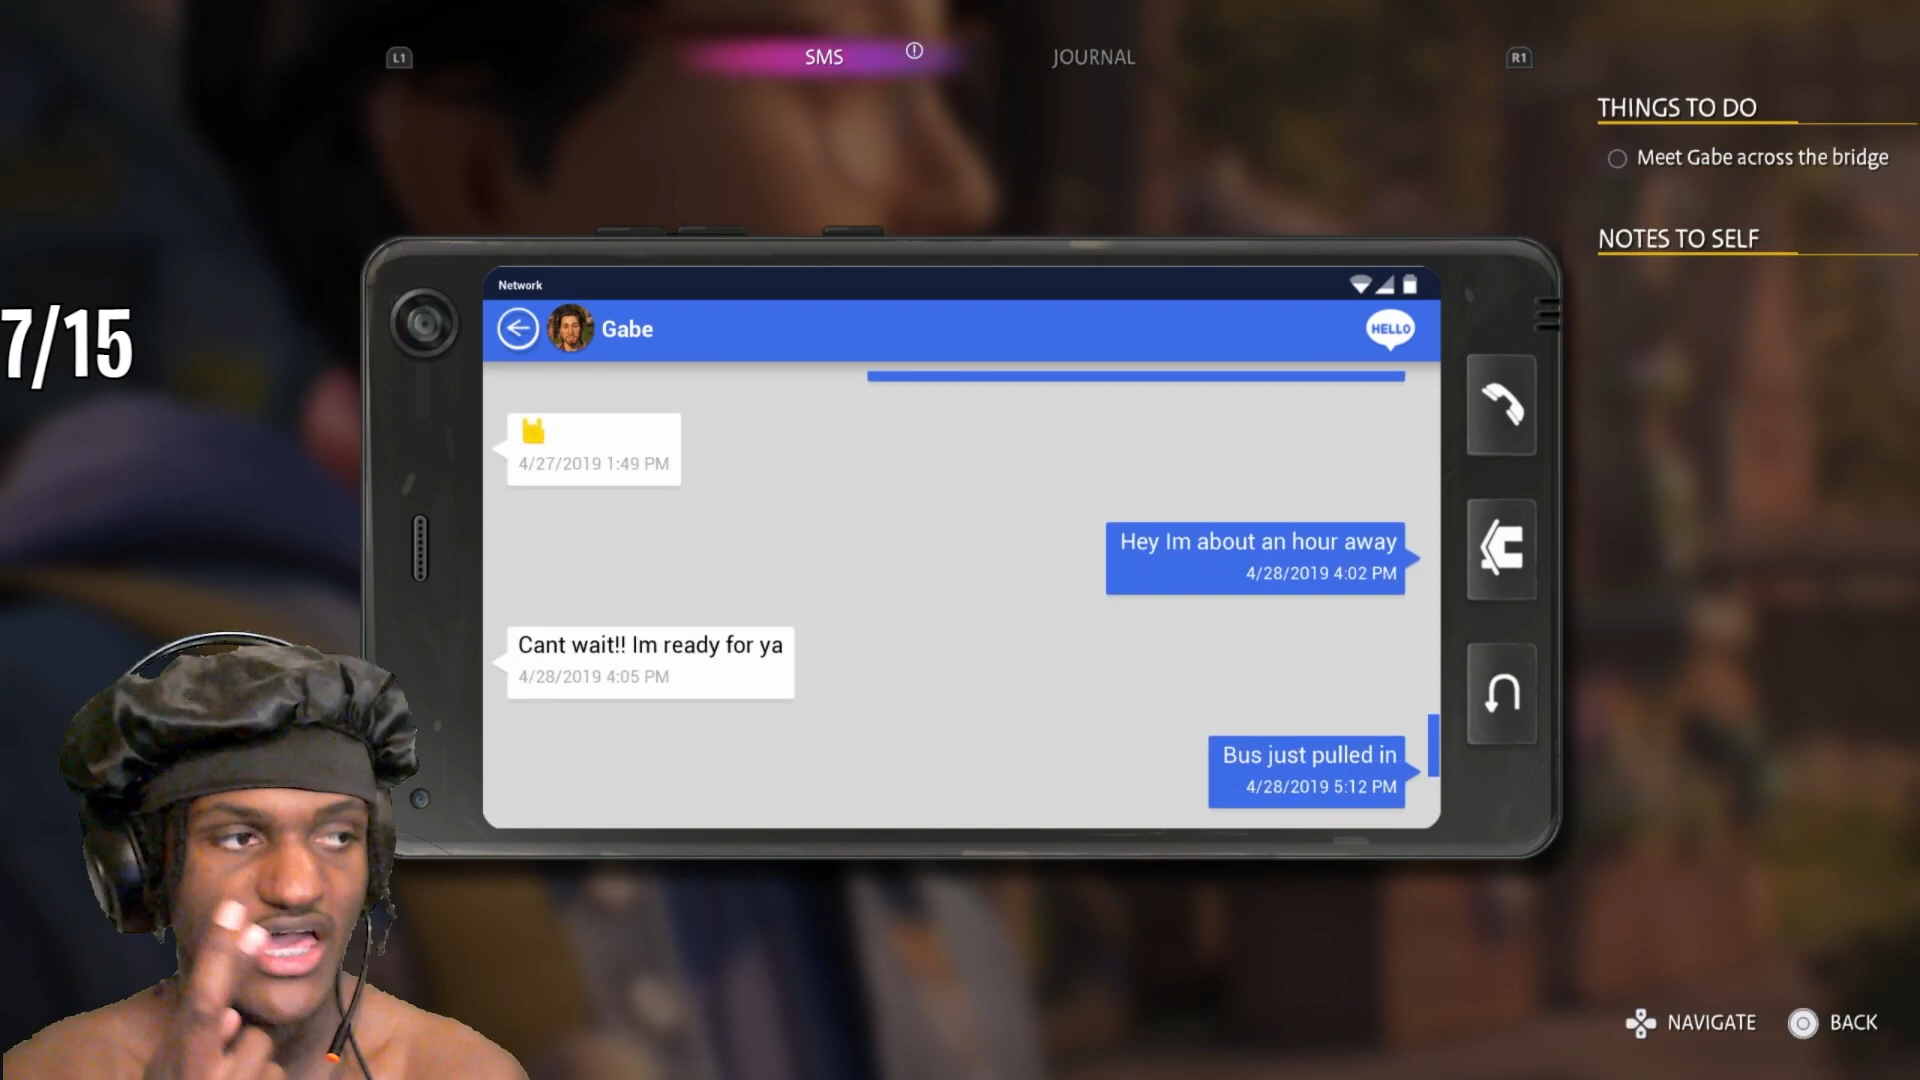 L1
SMS
JOURNAL
R1
THINGS TO DO
Meet Gabe across the bridge
NOTES TO SELF
7/15
Network
Gabe
HELLO
4/27/2019 1:49 PM
Hey Im about an hour away
4/28/2019 4:02 PM
Cant wait!! Im ready for ya
4/28/2019 4:05 PM
Bus just pulled in
4/28/2019 5:12 PM
NAVIGATE
BACK